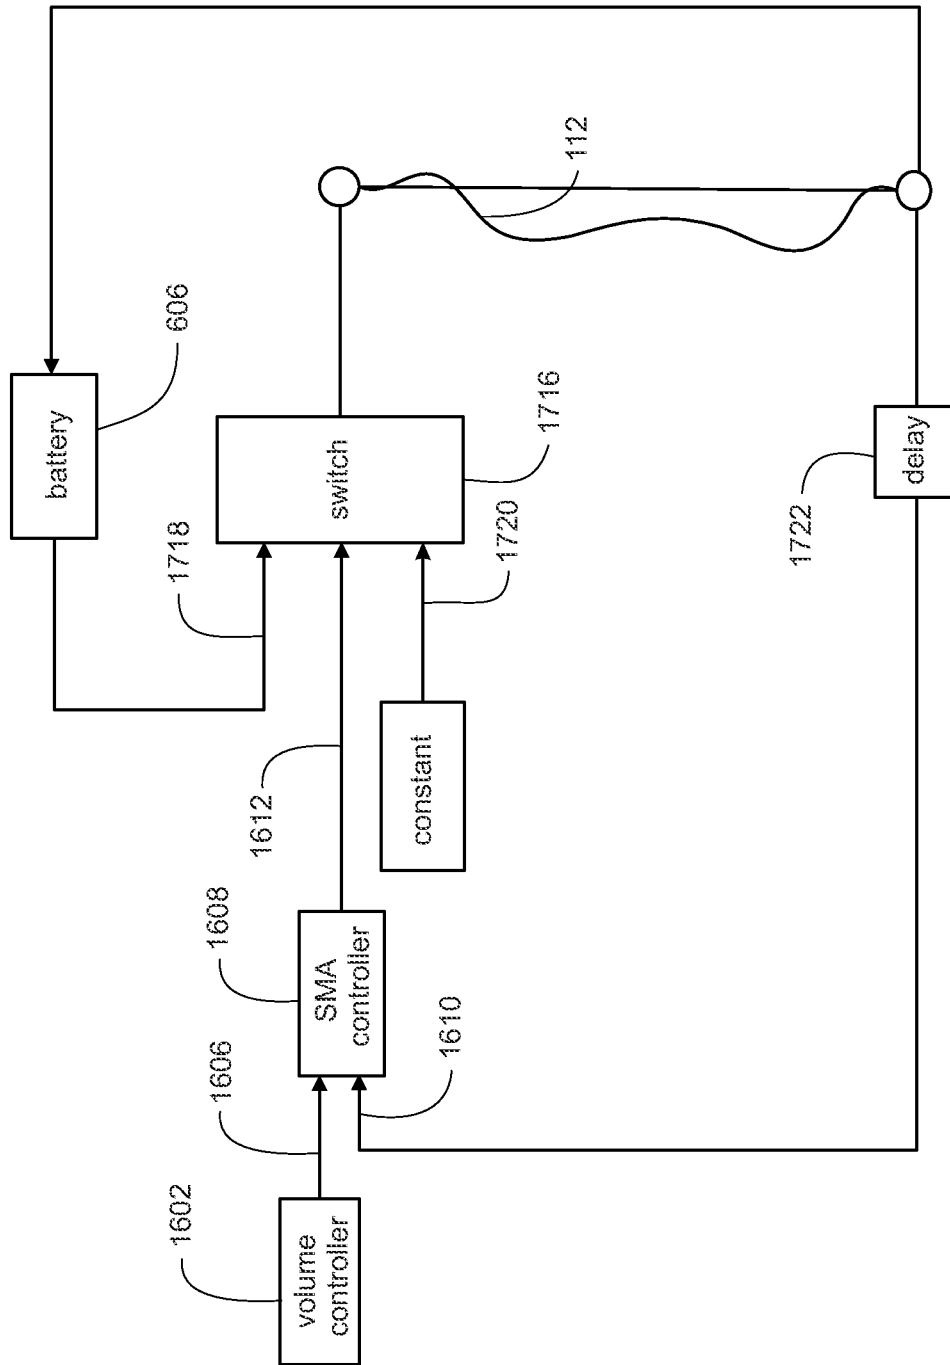 battery
606
1718
switch
1716
112
1612
1720
constant
1608
SMA
controller
1606
1610
1602
volume
controller
1722
delay